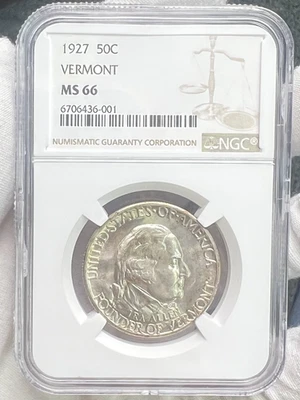 1927 50C
VERMONT
MS 66
6706436-001
NUMISMATIC GUARANTY CORPORATION
NGC®
UNITED·STATES·OF·AMERICA
IRA ALLEN
FOUNDER OF VERMONT